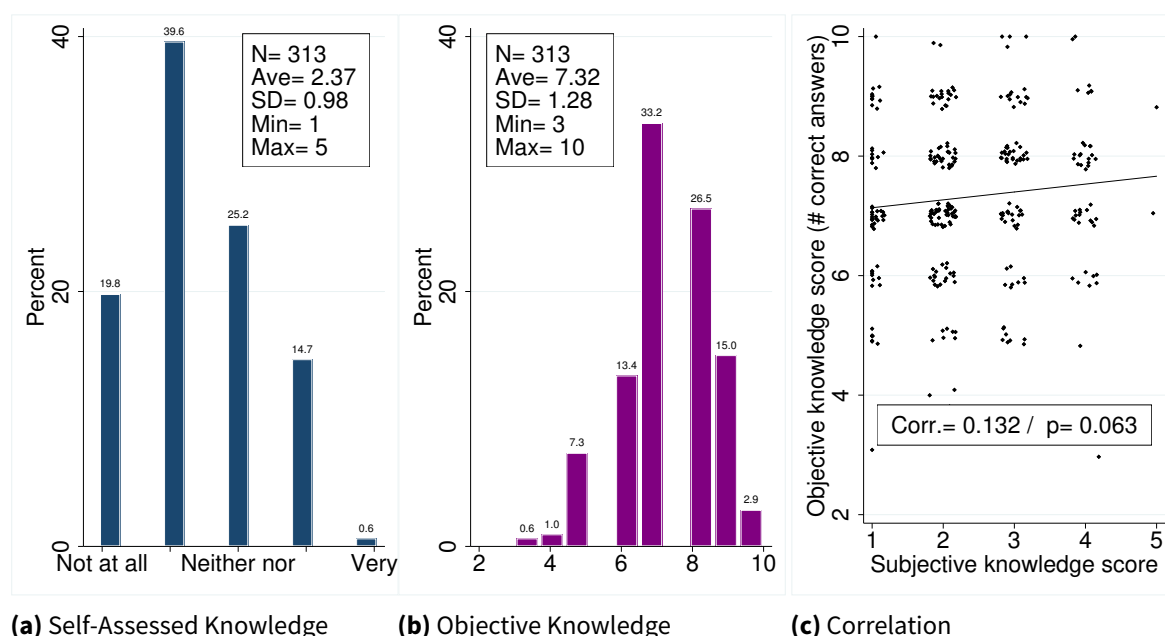 40
20
0
Percent
19.8
39.6
25.2
14.7
0.6
N= 313
Ave= 2.37
SD= 0.98
Min= 1
Max= 5
Not at all
Neither nor
Very
(a) Self-Assessed Knowledge
40
20
0
Percent
N= 313
Ave= 7.32
SD= 1.28
Min= 3
Max= 10
0.6
1.0
7.3
13.4
33.2
26.5
15.0
2.9
2
4
6
8
10
(b) Objective Knowledge
Objective knowledge score (# correct answers)
10
8
6
4
2
Corr.= 0.132 / p= 0.063
1
2
3
4
5
Subjective knowledge score
(c) Correlation